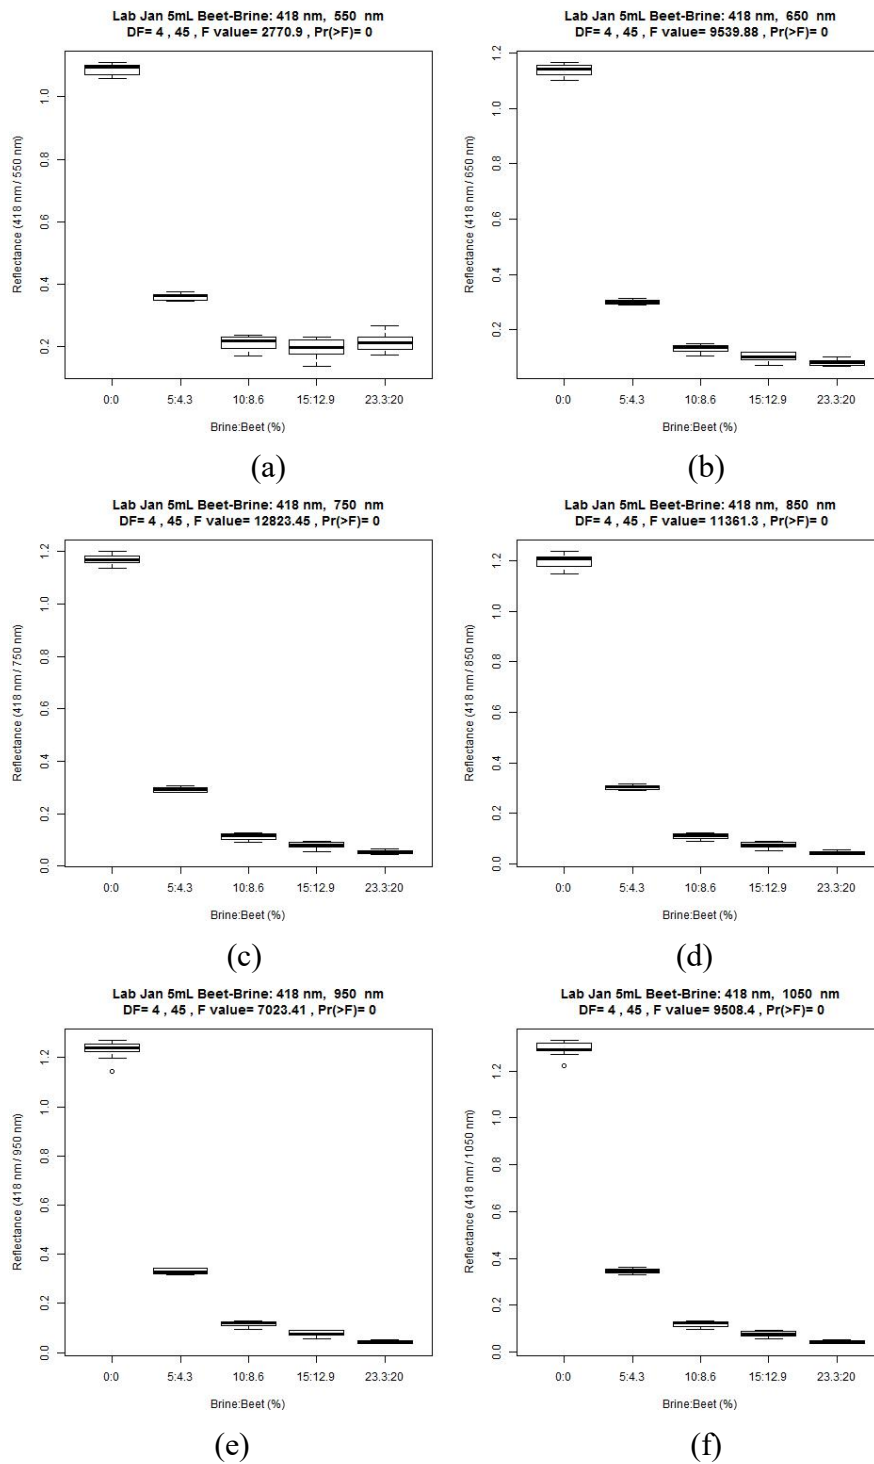 Lab Jan 5mL Beet-Brine: 418 nm,  550  nm
DF= 4 , 45 , F value= 2770.9 , Pr(>F)= 0
Reflectance (418 nm / 550 nm)
1.0
0.8
0.6
0.4
0.2
0:0 5:4.3 10:8.6 15:12.9 23.3:20
Brine:Beet (%)
(a)
Lab Jan 5mL Beet-Brine: 418 nm,  650  nm
DF= 4 , 45 , F value= 9539.88 , Pr(>F)= 0
Reflectance (418 nm / 650 nm)
1.2
1.0
0.8
0.6
0.4
0.2
0:0 5:4.3 10:8.6 15:12.9 23.3:20
Brine:Beet (%)
(b)
Lab Jan 5mL Beet-Brine: 418 nm,  750  nm
DF= 4 , 45 , F value= 12823.45 , Pr(>F)= 0
Reflectance (418 nm / 750 nm)
1.2
1.0
0.8
0.6
0.4
0.2
0.0
0:0 5:4.3 10:8.6 15:12.9 23.3:20
Brine:Beet (%)
(c)
Lab Jan 5mL Beet-Brine: 418 nm,  850  nm
DF= 4 , 45 , F value= 11361.3 , Pr(>F)= 0
Reflectance (418 nm / 850 nm)
1.2
1.0
0.8
0.6
0.4
0.2
0.0
0:0 5:4.3 10:8.6 15:12.9 23.3:20
Brine:Beet (%)
(d)
Lab Jan 5mL Beet-Brine: 418 nm,  950  nm
DF= 4 , 45 , F value= 7023.41 , Pr(>F)= 0
Reflectance (418 nm / 950 nm)
1.2
1.0
0.8
0.6
0.4
0.2
0.0
0:0 5:4.3 10:8.6 15:12.9 23.3:20
Brine:Beet (%)
(e)
Lab Jan 5mL Beet-Brine: 418 nm,  1050  nm
DF= 4 , 45 , F value= 9508.4 , Pr(>F)= 0
Reflectance (418 nm / 1050 nm)
1.2
1.0
0.8
0.6
0.4
0.2
0.0
0:0 5:4.3 10:8.6 15:12.9 23.3:20
Brine:Beet (%)
(f)